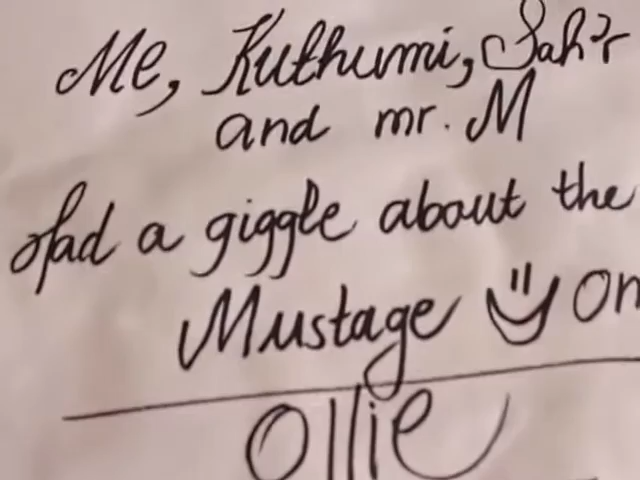 Me, Kuthumi,
and mr. M
Had a giggle about the
Mustage on
Ollie